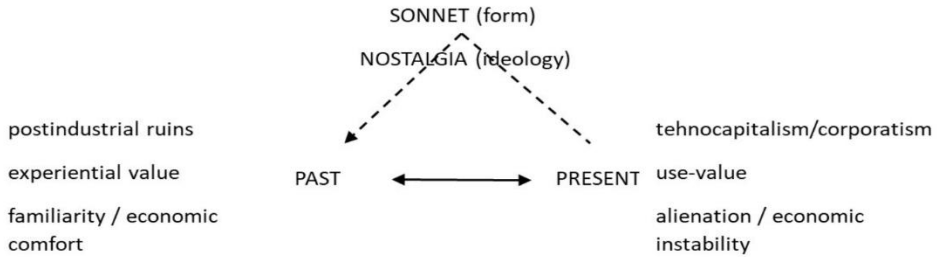 SONNET (form)
NOSTALGIA (ideology)
postindustrial ruins
tehnocapitalism/corporatism
experiential value
PAST
PRESENT
use-value
familiarity / economic
comfort
alienation / economic
instability